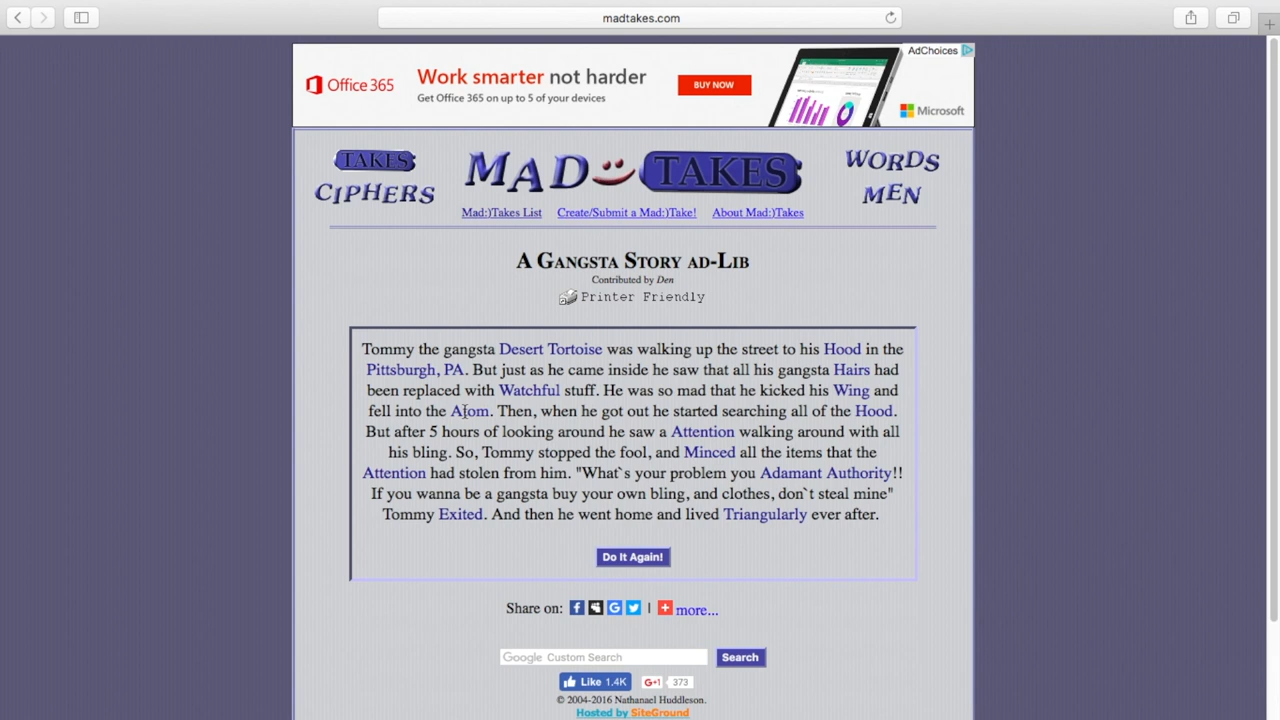 madtakes.com
AdChoices
Office 365
Work smarter not harder
Get Office 365 on up to 5 of your devices
BUY NOW
Microsoft
TAKES
CIPHERS
MAD TAKES
WORDS
MEN
Mad:)Takes List Create/Submit a Mad:)Take! About Mad:)Takes
A GANGSTA STORY AD-LIB
Contributed by Den
Printer Friendly
Tommy the gangsta Desert Tortoise was walking up the street to his Hood in the
Pittsburgh, PA. But just as he came inside he saw that all his gangsta Hairs had
been replaced with Watchful stuff. He was so mad that he kicked his Wing and
fell into the Atom. Then, when he got out he started searching all of the Hood.
But after 5 hours of looking around he saw a Attention walking around with all
his bling. So, Tommy stopped the fool, and Minced all the items that the
Attention had stolen from him. "What`s your problem you Adamant Authority!!
If you wanna be a gangsta buy your own bling, and clothes, don`t steal mine"
Tommy Exited. And then he went home and lived Triangularly ever after.
Do It Again!
Share on: | more...
Google Custom Search Search
Like 1.4K G+1 373
© 2004-2016 Nathanael Huddleson.
Hosted by SiteGround